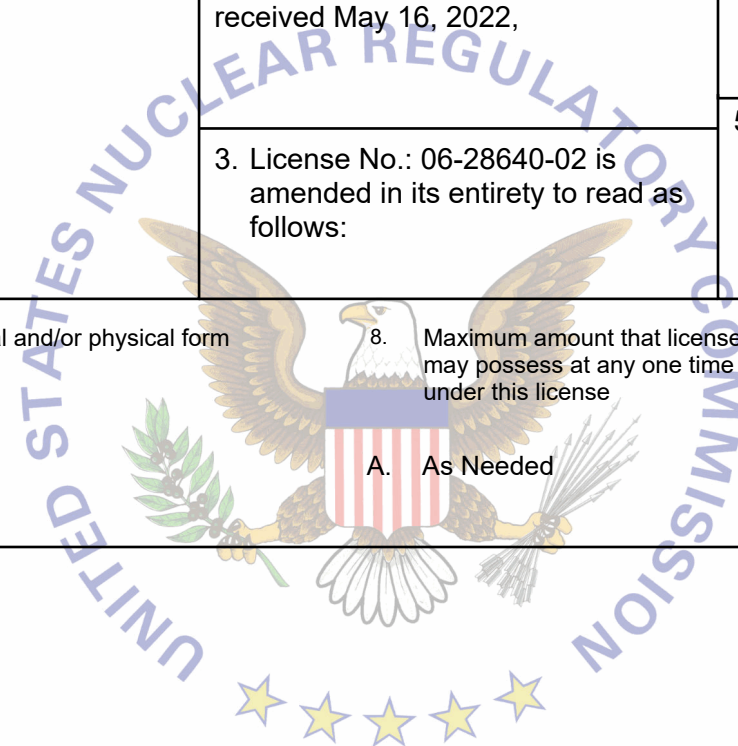 received May 16, 2022,
3. License No.: 06-28640-02 is
amended in its entirety to read as
follows:
and/or physical form
8. Maximum amount that license
may possess at any one time
under this license
A. As Needed
UNITED STATES NUCLEAR REGULATORY COMMISSION